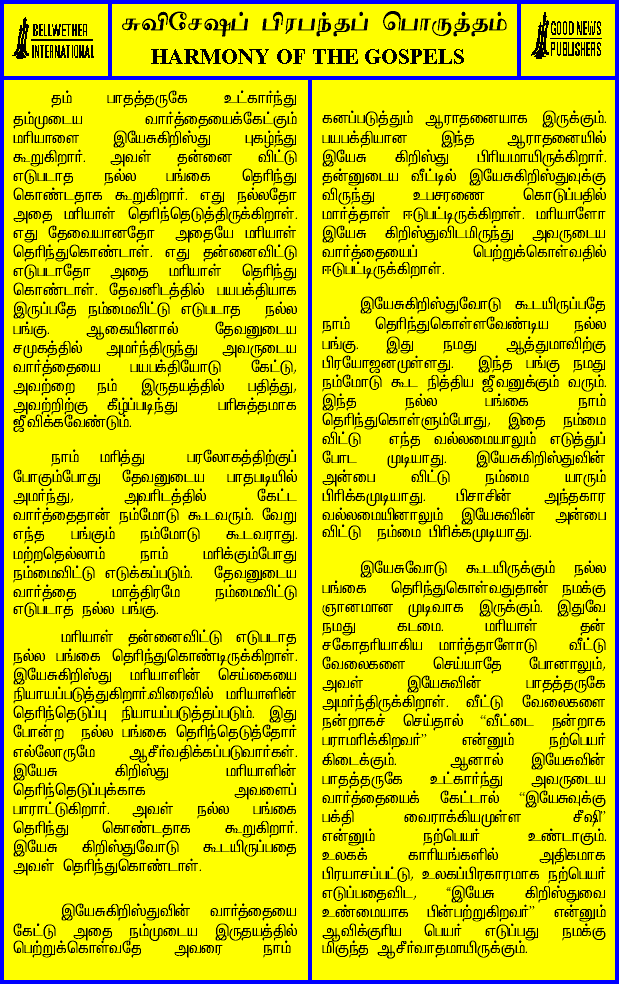 BELLWETHER
INTERNATIONAL
சுவிசேஷப் பிரபந்தப் பொருத்தம்
HARMONY OF THE GOSPELS
GOOD NEWS
PUBLISHERS
தம் பாதத்தருகே உட்கார்ந்து
தம்முடைய வார்த்தையைக்கேட்கும்
மரியாளை இயேசுகிறிஸ்து புகழ்ந்து
கூறுகிறார். அவள் தன்னை விட்டு
எடுபடாத நல்ல பங்கை தெரிந்து
கொண்டதாக கூறுகிறார். எது நல்லதோ
அதை மரியாள் தெரிந்தெடுத்திருக்கிறாள்.
எது தேவையானதோ அதையே மரியாள்
தெரிந்துகொண்டாள். எது தன்னைவிட்டு
எடுபடாதோ அதை மரியாள் தெரிந்து
கொண்டாள். தேவனிடத்தில் பயபக்தியாக
இருப்பதே நம்மைவிட்டு எடுபடாத நல்ல
பங்கு. ஆகையினால் தேவனுடைய
சமுகத்தில் அமர்ந்திருந்து அவருடைய
வார்த்தையை பயபக்தியோடு கேட்டு,
அவற்றை நம் இருதயத்தில் பதித்து,
அவற்றிற்கு கீழ்ப்படிந்து பரிசுத்தமாக
ஜீவிக்கவேண்டும்.
நாம் மரித்து பரலோகத்திற்குப்
போகும்போது தேவனுடைய பாதபடியில்
அமர்ந்து, அவரிடத்தில் கேட்ட
வார்த்தைதான் நம்மோடு கூடவரும். வேறு
எந்த பங்கும் நம்மோடு கூடவராது.
மற்றதெல்லாம் நாம் மரிக்கும்போது
நம்மைவிட்டு எடுக்கப்படும். தேவனுடைய
வார்த்தை மாத்திரமே நம்மைவிட்டு
எடுபடாத நல்ல பங்கு.
மரியாள் தன்னைவிட்டு எடுபடாத
நல்ல பங்கை தெரிந்துகொண்டிருக்கிறாள்.
இயேசுகிறிஸ்து மரியாளின் செய்கையை
நியாயப்படுத்துகிறார்.விரைவில் மரியாளின்
தெரிந்தெடுப்பு நியாயப்படுத்தப்படும். இது
போன்ற நல்ல பங்கை தெரிந்தெடுத்தோர்
எல்லோருமே ஆசீர்வதிக்கப்படுவார்கள்.
இயேசு கிறிஸ்து மரியாளின்
தெரிந்தெடுப்புக்காக அவளைப்
பாராட்டுகிறார். அவள் நல்ல பங்கை
தெரிந்து கொண்டதாக கூறுகிறார்.
இயேசு கிறிஸ்துவோடு கூடயிருப்பதை
அவள் தெரிந்துகொண்டாள்.
இயேசுகிறிஸ்துவின் வார்த்தையை
கேட்டு அதை நம்முடைய இருதயத்தில்
பெற்றுக்கொள்வதே அவரை நாம்
கனப்படுத்தும் ஆராதனையாக இருக்கும்.
பயபக்தியான இந்த ஆராதனையில்
இயேசு கிறிஸ்து பிரியமாயிருக்கிறார்.
தன்னுடைய வீட்டில் இயேசுகிறிஸ்துவுக்கு
விருந்து உபசரணை கொடுப்பதில்
மார்த்தாள் ஈடுபட்டிருக்கிறாள். மரியாளோ
இயேசு கிறிஸ்துவிடமிருந்து அவருடைய
வார்த்தையைப் பெற்றுக்கொள்வதில்
ஈடுபட்டிருக்கிறாள்.
இயேசுகிறிஸ்துவோடு கூடயிருப்பதே
நாம் தெரிந்துகொள்ளவேண்டிய நல்ல
பங்கு. இது நமது ஆத்துமாவிற்கு
பிரயோஜனமுள்ளது. இந்த பங்கு நமது
நம்மோடு கூட நித்திய ஜீவனுக்கும் வரும்.
இந்த நல்ல பங்கை நாம்
தெரிந்துகொள்ளும்போது, இதை நம்மை
விட்டு எந்த வல்லமையாலும் எடுத்துப்
போட முடியாது. இயேசுகிறிஸ்துவின்
அன்பை விட்டு நம்மை யாரும்
பிரிக்கமுடியாது. பிசாசின் அந்தகார
வல்லமையினாலும் இயேசுவின் அன்பை
விட்டு நம்மை பிரிக்கமுடியாது.
இயேசுவோடு கூடயிருக்கும் நல்ல
பங்கை தெரிந்துகொள்வதுதான் நமக்கு
ஞானமான முடிவாக இருக்கும். இதுவே
நமது கடமை. மரியாள் தன்
சகோதரியாகிய மார்த்தாளோடு வீட்டு
வேலைகளை செய்யாதே போனாலும்,
அவள் இயேசுவின் பாதத்தருகே
அமர்ந்திருக்கிறாள். வீட்டு வேலைகளை
நன்றாகச் செய்தால் “வீட்டை நன்றாக
பராமரிக்கிறவர்” என்னும் நற்பெயர்
கிடைக்கும். ஆனால் இயேசுவின்
பாதத்தருகே உட்கார்ந்து அவருடைய
வார்த்தையைக் கேட்டால் “இயேசுவுக்கு
பக்தி வைராக்கியமுள்ள சீஷி”
என்னும் நற்பெயர் உண்டாகும்.
உலகக் காரியங்களில் அதிகமாக
பிரயாசப்பட்டு, உலகப்பிரகாரமாக நற்பெயர்
எடுப்பதைவிட, “இயேசு கிறிஸ்துவை
உண்மையாக பின்பற்றுகிறவர்” என்னும்
ஆவிக்குரிய பெயர் எடுப்பது நமக்கு
மிகுந்த ஆசீர்வாதமாயிருக்கும்.